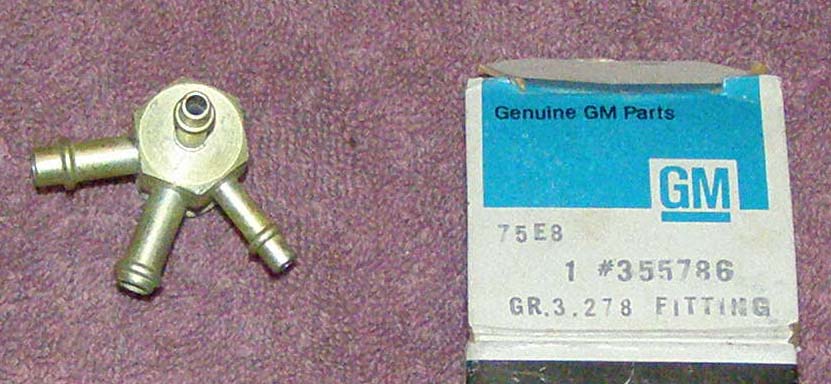 Genuine GM Parts
GM
75E8
1 #355786
GR.3.278 FITTING